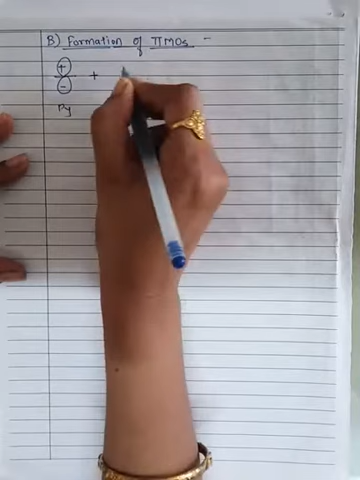 B) Formation of πMOs -
+ +
-
Py